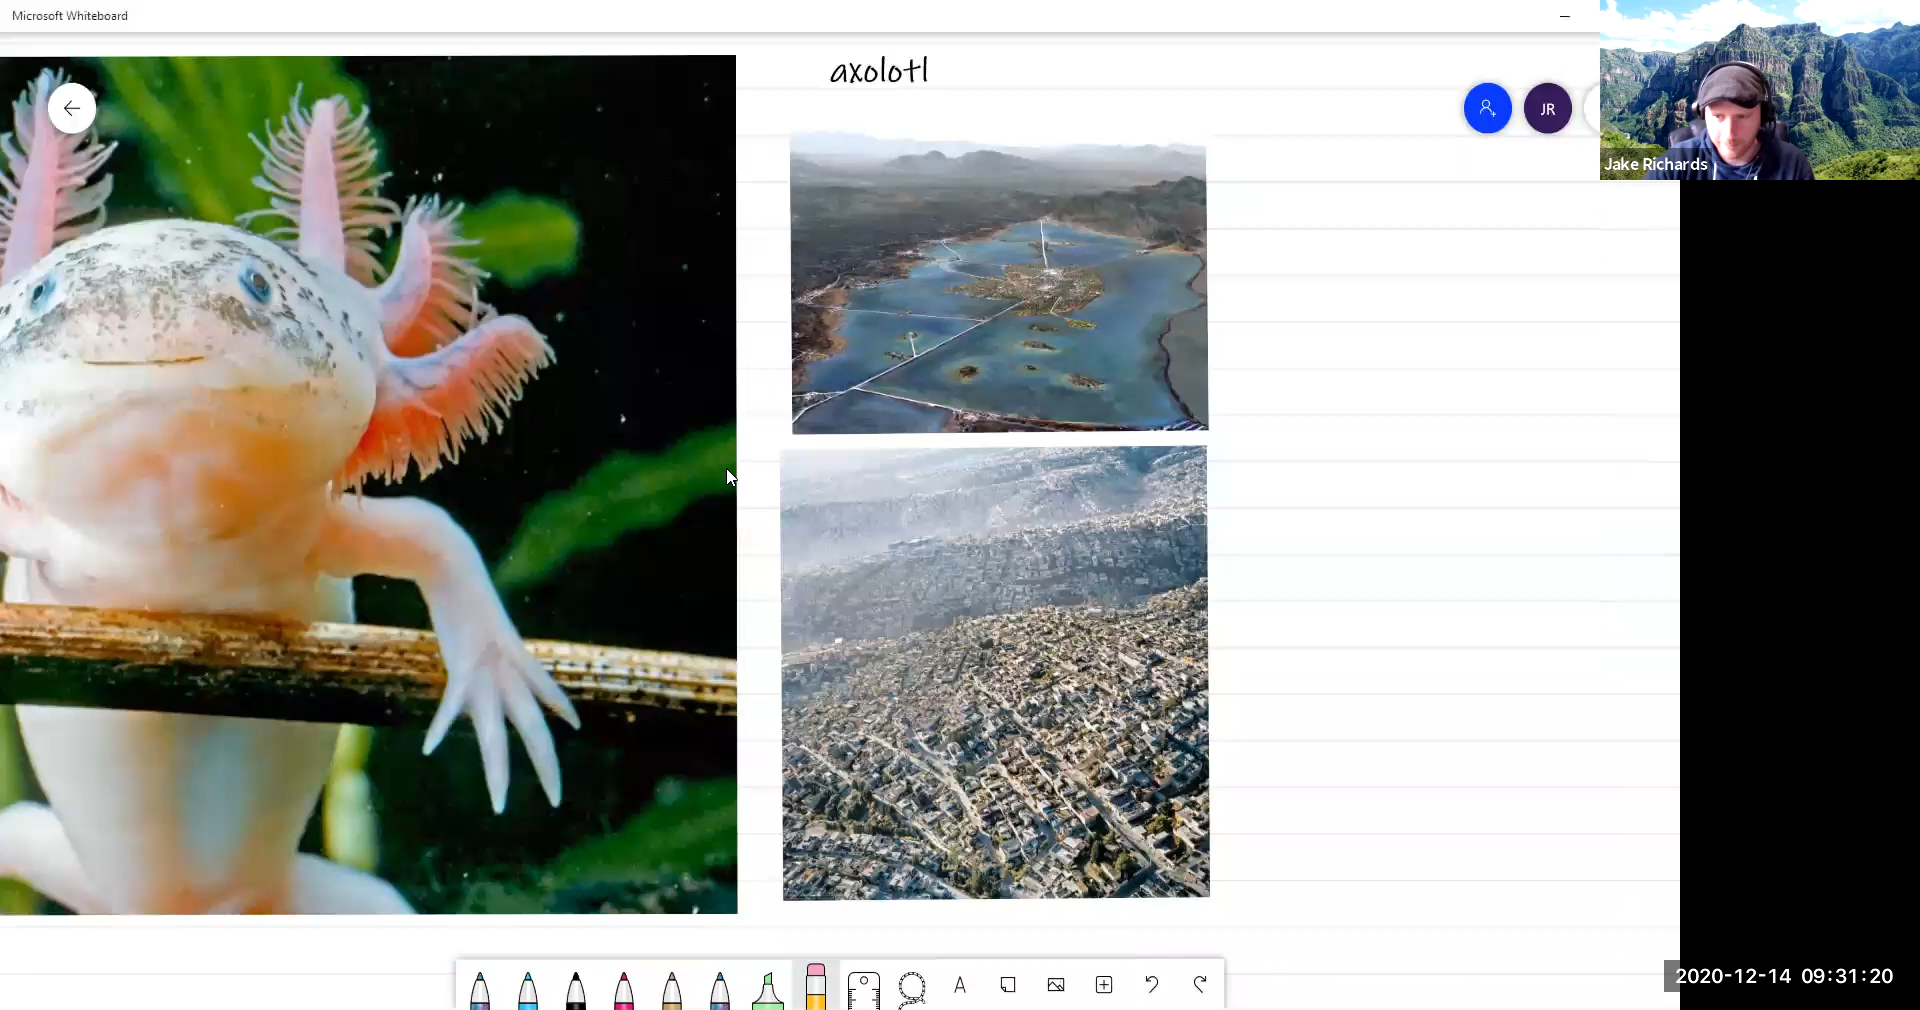 Microsoft Whiteboard
axolotl
JR
Jake Richards
A
2020-12-14 09:31:20